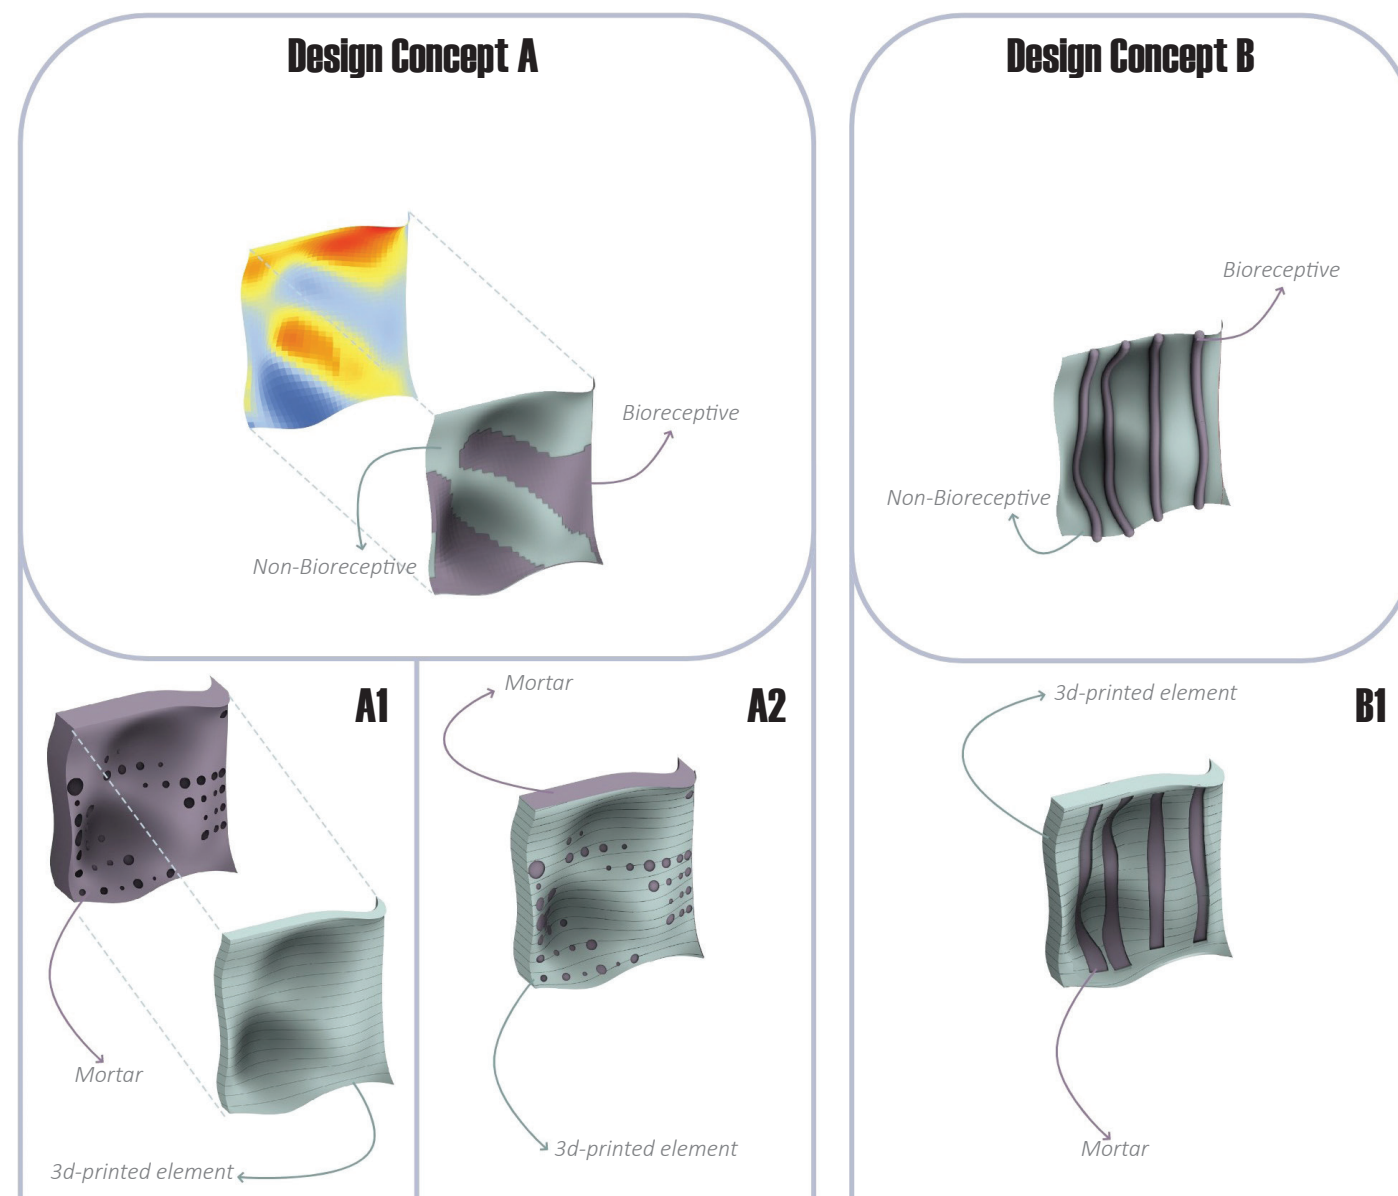 Design Concept A
Design Concept B
Bioreceptive
Bioreceptive
Non-Bioreceptive
Non-Bioreceptive
Mortar
3d-printed element
A1
A2
B1
Mortar
3d-printed element
Mortar
3d-printed element